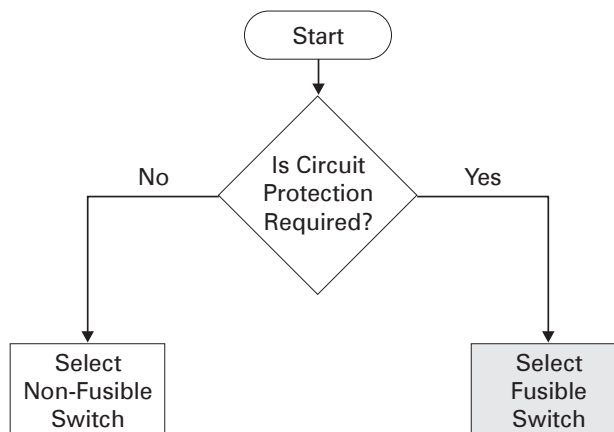 Start
Is Circuit
Protection
Required?
No
Yes
Select
Non-Fusible
Switch
Select
Fusible
Switch